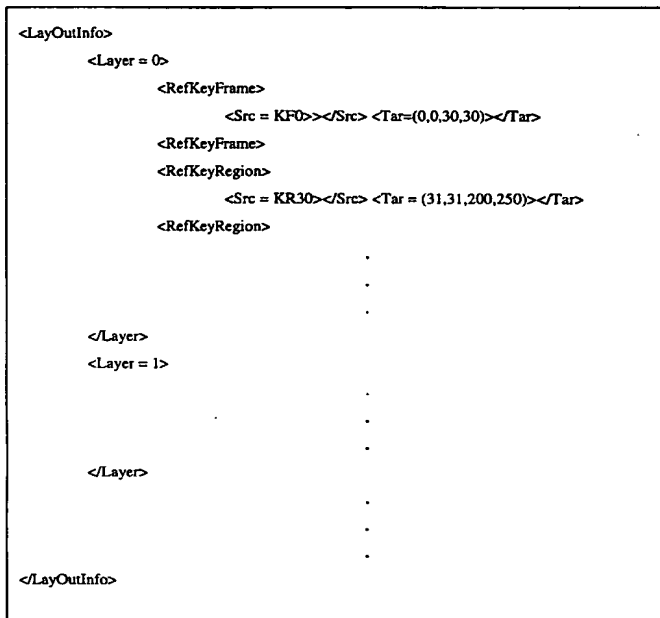 <LayOutInfo>
<Layer = 0>
<RefKeyFrame>
<Src = KF0>></Src> <Tar=(0,0,30,30)></Tar>
<RefKeyFrame>
<RefKeyRegion>
<Src = KR30></Src> <Tar = (31,31,200,250)></Tar>
<RefKeyRegion>
.
.
.
</Layer>
<Layer = 1>
.
.
.
</Layer>
.
.
.
</LayOutInfo>